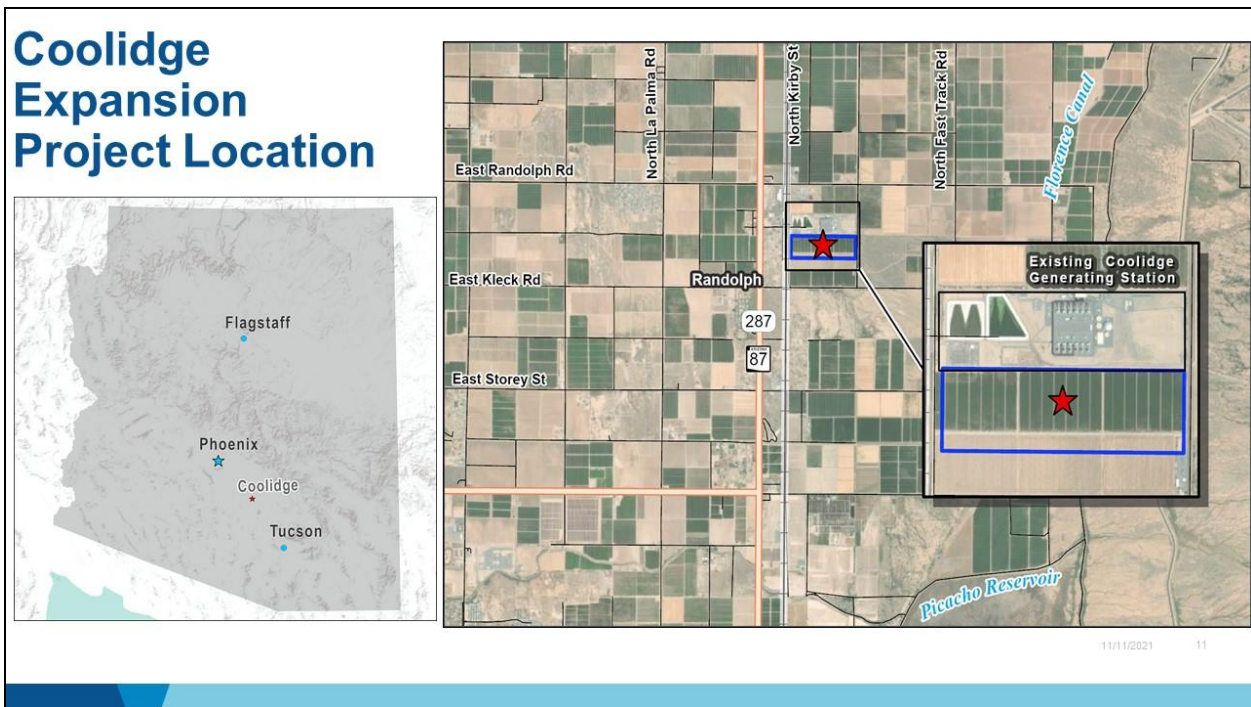 Coolidge
Expansion
Project Location
Flagstaff
Phoenix
Coolidge
Tucson
North La Palma Rd
North Kirby St
North Fast Track Rd
Florence Canal
East Randolph Rd
East Kleck Rd
Randolph
287
87
East Storey St
Existing Coolidge
Generating Station
Picacho Reservoir
11/11/2021
11